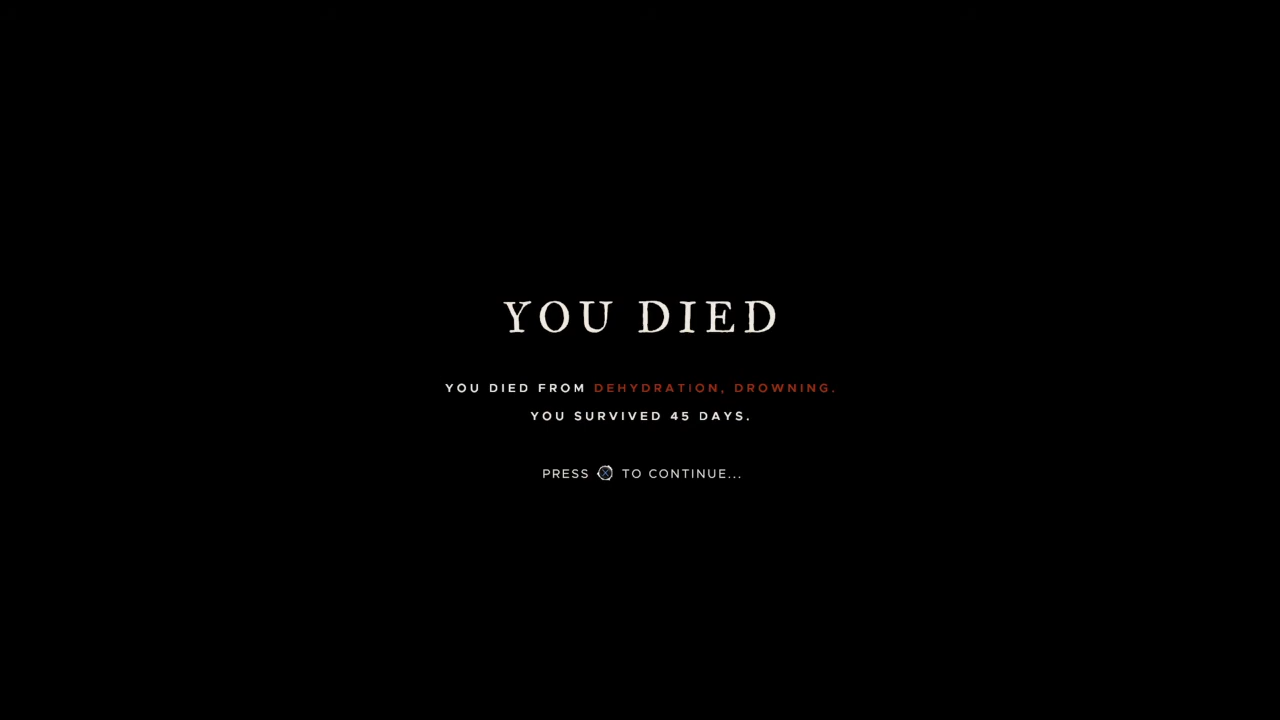 YOU DIED
YOU DIED FROM DEHYDRATION, DROWNING.
YOU SURVIVED 45 DAYS.
PRESS TO CONTINUE...